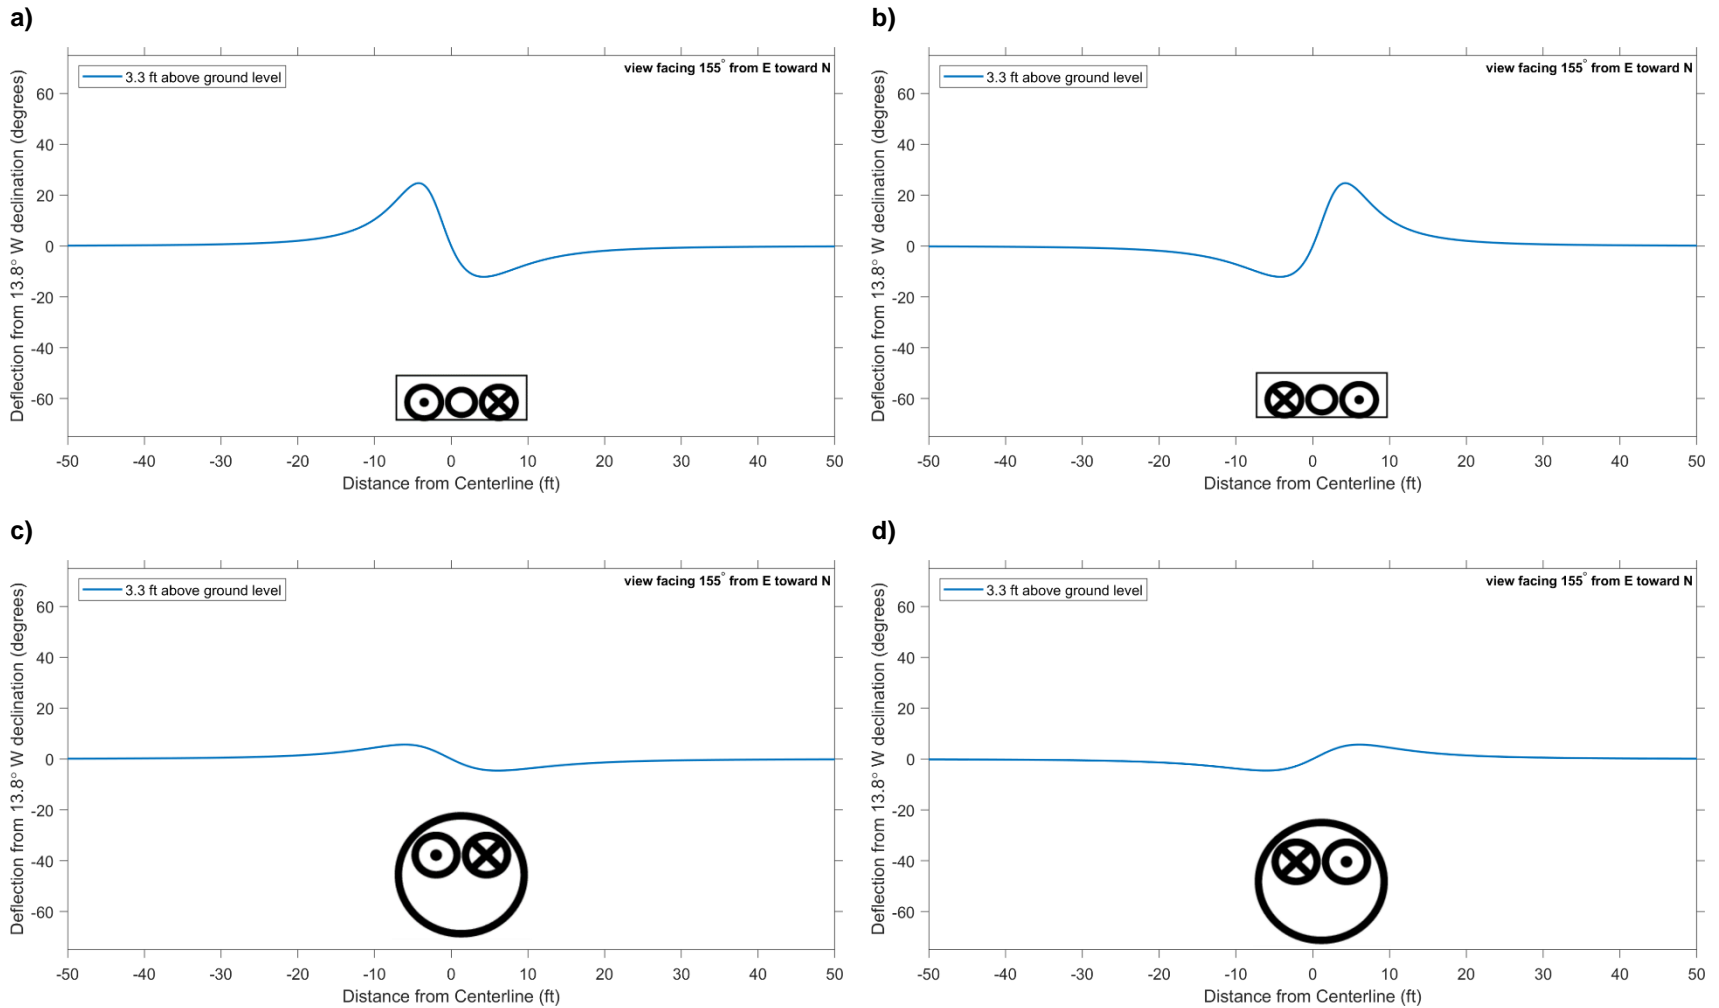 a)
3.3 ft above ground level
view facing 155° from E toward N
Deflection from 13.8° W declination (degrees)
60
40
20
0
-20
-40
-60
-50 -40 -30 -20 -10 0 10 20 30 40 50
Distance from Centerline (ft)
b)
3.3 ft above ground level
view facing 155° from E toward N
Deflection from 13.8° W declination (degrees)
60
40
20
0
-20
-40
-60
-50 -40 -30 -20 -10 0 10 20 30 40 50
Distance from Centerline (ft)
c)
3.3 ft above ground level
view facing 155° from E toward N
Deflection from 13.8° W declination (degrees)
60
40
20
0
-20
-40
-60
-50 -40 -30 -20 -10 0 10 20 30 40 50
Distance from Centerline (ft)
d)
3.3 ft above ground level
view facing 155° from E toward N
Deflection from 13.8° W declination (degrees)
60
40
20
0
-20
-40
-60
-50 -40 -30 -20 -10 0 10 20 30 40 50
Distance from Centerline (ft)